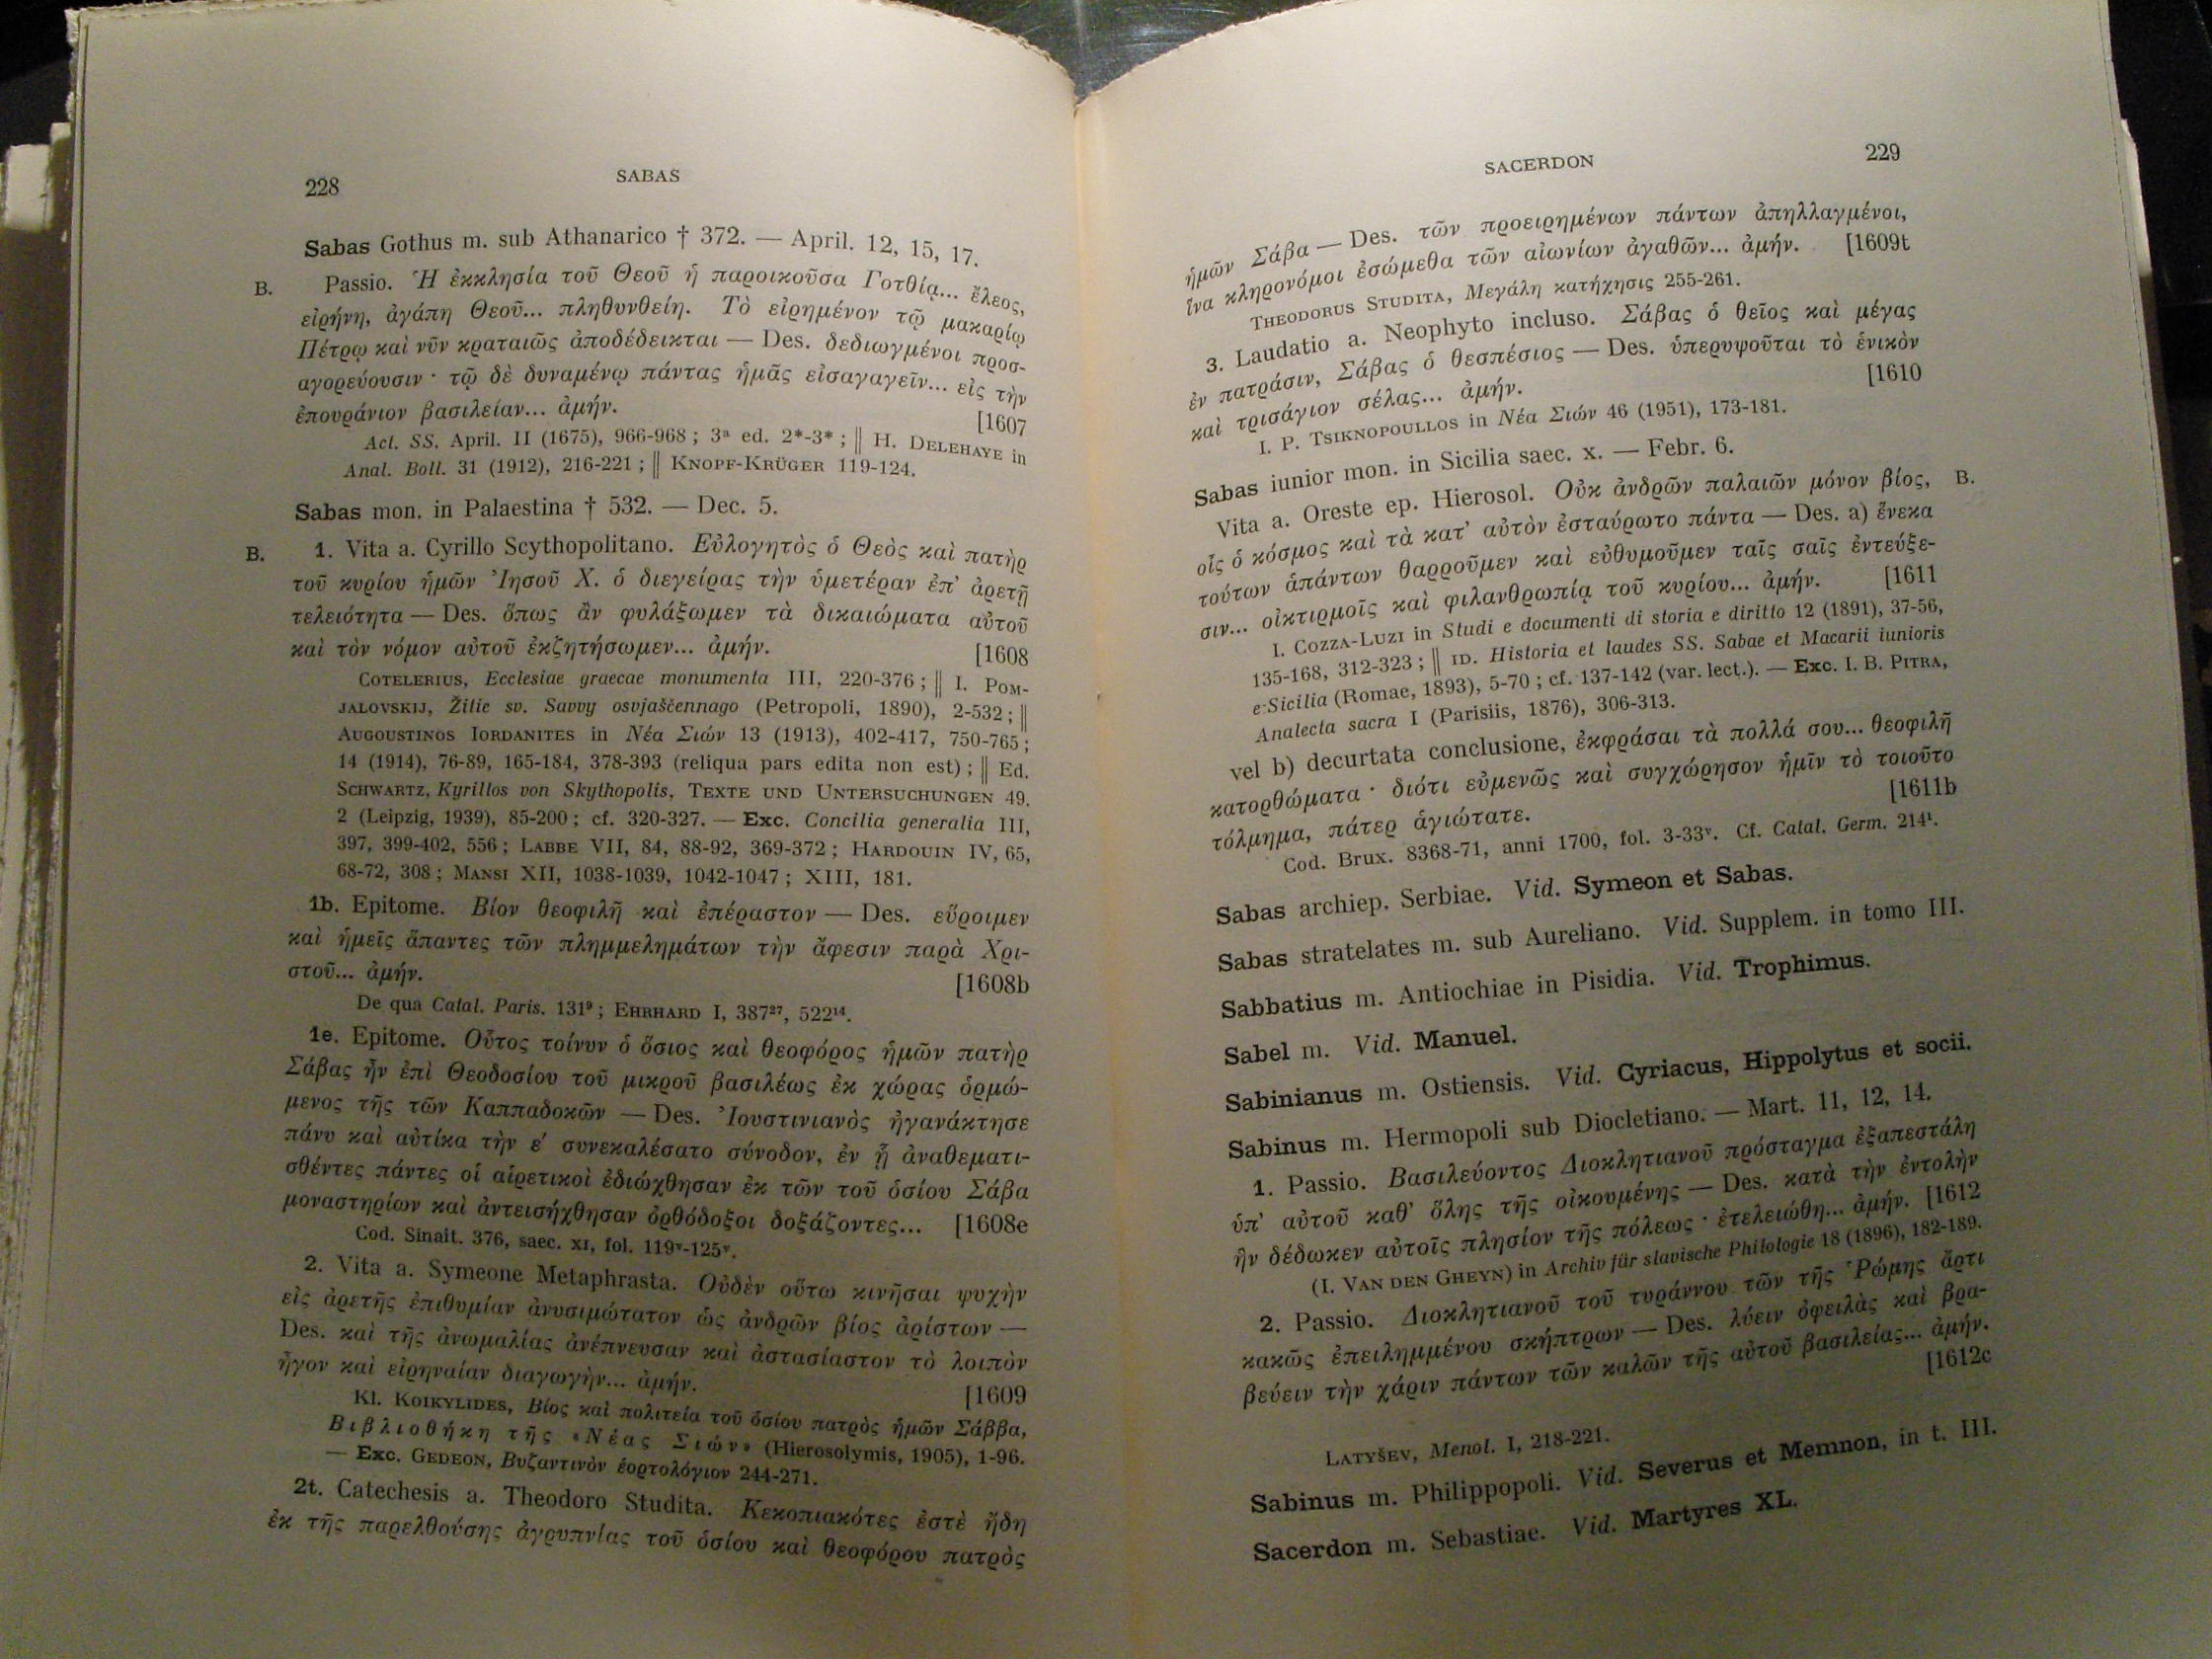 228
SABAS
Sabas Gothus m. sub Athanarico † 372. — April. 12, 15, 17.
B. Passio. Ἡ ἐκκλησία τοῦ Θεοῦ ἡ παροικοῦσα Γοτθίᾳ... ἔλεος,
εἰρήνη, ἀγάπη Θεοῦ... πληθυνθείη. Τὸ εἰρημένον τῷ μακαρίῳ
Πέτρῳ καὶ νῦν κραταιῶς ἀποδέδεικται — Des. δεδιωγμένοι προσ-
αγορεύουσιν · τῷ δὲ δυναμένῳ πάντας ἡμᾶς εἰσαγαγεῖν... εἰς τὴν
ἐπουράνιον βασιλείαν... ἀμήν. [1607
Act. SS. April. II (1675), 966-968 ; 3ª ed. 2*-3* ; ‖ H. DELEHAYE in
Anal. Boll. 31 (1912), 216-221 ; ‖ KNOPF-KRÜGER 119-124.
Sabas mon. in Palaestina † 532. — Dec. 5.
B. 1. Vita a. Cyrillo Scythopolitano. Εὐλογητὸς ὁ Θεὸς καὶ πατὴρ
τοῦ κυρίου ἡμῶν Ἰησοῦ Χ. ὁ διεγείρας τὴν ὑμετέραν ἐπ' ἀρετῇ
τελειότητα — Des. ὅπως ἂν φυλάξωμεν τὰ δικαιώματα αὐτοῦ
καὶ τὸν νόμον αὐτοῦ ἐκζητήσωμεν... ἀμήν. [1608
COTELERIUS, Ecclesiae graecae monumenta III, 220-376 ; ‖ I. POM-
JALOVSKIJ, Žitie sv. Savvy osvjaščennago (Petropoli, 1890), 2-532 ; ‖
AUGOUSTINOS IORDANITES in Νέα Σιών 13 (1913), 402-417, 750-765 ;
14 (1914), 76-89, 165-184, 378-393 (reliqua pars edita non est) ; ‖ Ed.
SCHWARTZ, Kyrillos von Skythopolis, TEXTE UND UNTERSUCHUNGEN 49.
2 (Leipzig, 1939), 85-200 ; cf. 320-327. — Exc. Concilia generalia III,
397, 399-402, 556 ; LABBE VII, 84, 88-92, 369-372 ; HARDOUIN IV, 65,
68-72, 308 ; MANSI XII, 1038-1039, 1042-1047 ; XIII, 181.
1b. Epitome. Βίον θεοφιλῆ καὶ ἐπέραστον — Des. εὕροιμεν
καὶ ἡμεῖς ἅπαντες τῶν πλημμελημάτων τὴν ἄφεσιν παρὰ Χρι-
στοῦ... ἀμήν. [1608b
De qua Catal. Paris. 131⁹ ; EHRHARD I, 387²⁷, 522¹⁴.
1e. Epitome. Οὗτος τοίνυν ὁ ὅσιος καὶ θεοφόρος ἡμῶν πατὴρ
Σάβας ἦν ἐπὶ Θεοδοσίου τοῦ μικροῦ βασιλέως ἐκ χώρας ὁρμώ-
μενος τῆς τῶν Καππαδοκῶν — Des. Ἰουστινιανὸς ἠγανάκτησε
πάνυ καὶ αὐτίκα τὴν ε' συνεκαλέσατο σύνοδον, ἐν ᾗ ἀναθεματι-
σθέντες πάντες οἱ αἱρετικοὶ ἐδιώχθησαν ἐκ τῶν τοῦ ὁσίου Σάβα
μοναστηρίων καὶ ἀντεισήχθησαν ὀρθόδοξοι δοξάζοντες... [1608e
Cod. Sinait. 376, saec. XI, fol. 119ᵛ-125ᵛ.
2. Vita a. Symeone Metaphrasta. Οὐδὲν οὕτω κινῆσαι ψυχὴν
εἰς ἀρετῆς ἐπιθυμίαν ἀνυσιμώτατον ὡς ἀνδρῶν βίος ἀρίστων —
Des. καὶ τῆς ἀνωμαλίας ἀνέπνευσαν καὶ ἀστασίαστον τὸ λοιπὸν
ἦγον καὶ εἰρηναίαν διαγωγὴν... ἀμήν. [1609
Kl. KOIKYLIDES, Βίος καὶ πολιτεία τοῦ ὁσίου πατρὸς ἡμῶν Σάββα,
Βιβλιοθήκη τῆς «Νέας Σιών» (Hierosolymis, 1905), 1-96.
— Exc. GEDEON, Βυζαντινὸν ἑορτολόγιον 244-271.
2t. Catechesis a. Theodoro Studita. Κεκοπιακότες ἐστὲ ἤδη
ἐκ τῆς παρελθούσης ἀγρυπνίας τοῦ ὁσίου καὶ θεοφόρου πατρὸς
SACERDON
229
ἡμῶν Σάβα — Des. τῶν προειρημένων πάντων ἀπηλλαγμένοι,
ἵνα κληρονόμοι ἐσώμεθα τῶν αἰωνίων ἀγαθῶν... ἀμήν. [1609t
THEODORUS STUDITA, Μεγάλη κατήχησις 255-261.
3. Laudatio a. Neophyto incluso. Σάβας ὁ θεῖος καὶ μέγας
ἐν πατράσιν, Σάβας ὁ θεσπέσιος — Des. ὑπερυψοῦται τὸ ἑνικὸν
καὶ τρισάγιον σέλας... ἀμήν. [1610
I. P. TSIKNOPOULLOS in Νέα Σιών 46 (1951), 173-181.
Sabas iunior mon. in Sicilia saec. X. — Febr. 6.
Vita a. Oreste ep. Hierosol. Οὐκ ἀνδρῶν παλαιῶν μόνον βίος, B.
οἷς ὁ κόσμος καὶ τὰ κατ' αὐτὸν ἐσταύρωτο πάντα — Des. a) ἕνεκα
τούτων ἁπάντων θαρροῦμεν καὶ εὐθυμοῦμεν ταῖς σαῖς ἐντεύξε-
σιν... οἰκτιρμοῖς καὶ φιλανθρωπίᾳ τοῦ κυρίου... ἀμήν. [1611
I. COZZA-LUZI in Studi e documenti di storia e diritto 12 (1891), 37-56,
135-168, 312-323 ; ‖ ID. Historia et laudes SS. Sabae et Macarii iunioris
e Sicilia (Romae, 1893), 5-70 ; cf. 137-142 (var. lect.). — Exc. I. B. PITRA,
Analecta sacra I (Parisiis, 1876), 306-313.
vel b) decurtata conclusione, ἐκφράσαι τὰ πολλά σου... θεοφιλῆ
κατορθώματα · διότι εὐμενῶς καὶ συγχώρησον ἡμῖν τὸ τοιοῦτο
τόλμημα, πάτερ ἁγιώτατε. [1611b
Cod. Brux. 8368-71, anni 1700, fol. 3-33ᵛ. Cf. Catal. Germ. 214¹.
Sabas archiep. Serbiae. Vid. Symeon et Sabas.
Sabas stratelates m. sub Aureliano. Vid. Supplem. in tomo III.
Sabbatius m. Antiochiae in Pisidia. Vid. Trophimus.
Sabel m. Vid. Manuel.
Sabinianus m. Ostiensis. Vid. Cyriacus, Hippolytus et socii.
Sabinus m. Hermopoli sub Diocletiano. — Mart. 11, 12, 14.
1. Passio. Βασιλεύοντος Διοκλητιανοῦ πρόσταγμα ἐξαπεστάλη
ὑπ' αὐτοῦ καθ' ὅλης τῆς οἰκουμένης — Des. κατὰ τὴν ἐντολὴν
ἣν δέδωκεν αὐτοῖς πλησίον τῆς πόλεως · ἐτελειώθη... ἀμήν. [1612
(I. VAN DEN GHEYN) in Archiv für slavische Philologie 18 (1896), 182-189.
2. Passio. Διοκλητιανοῦ τοῦ τυράννου τῶν τῆς Ῥώμης ἄρτι
κακῶς ἐπειλημμένου σκήπτρων — Des. λύειν ὀφειλὰς καὶ βρα-
βεύειν τὴν χάριν πάντων τῶν καλῶν τῆς αὐτοῦ βασιλείας... ἀμήν.
[1612c
LATYŠEV, Menol. I, 218-221.
Sabinus m. Philippopoli. Vid. Severus et Memnon, in t. III.
Sacerdon m. Sebastiae. Vid. Martyres XL.